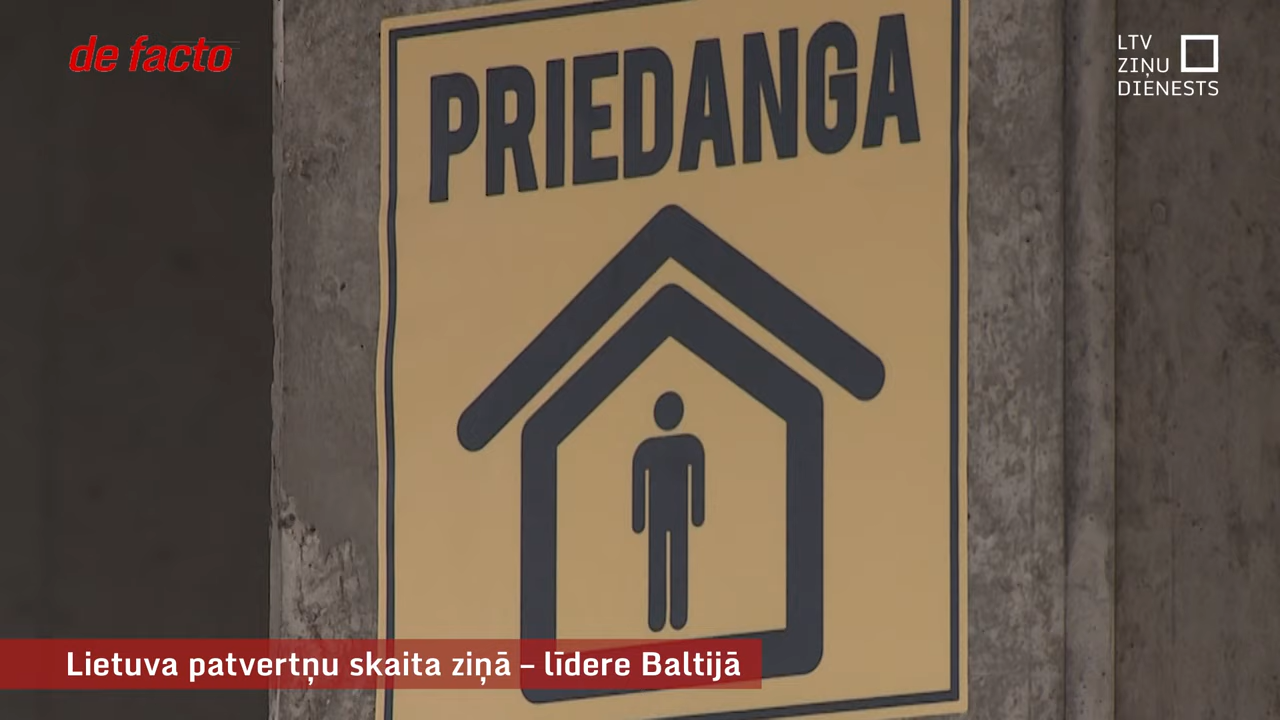 de facto
LTV
ZIŅU
DIENESTS
PRIEDANGA
Lietuva patvertņu skaita ziņā – līdere Baltijā